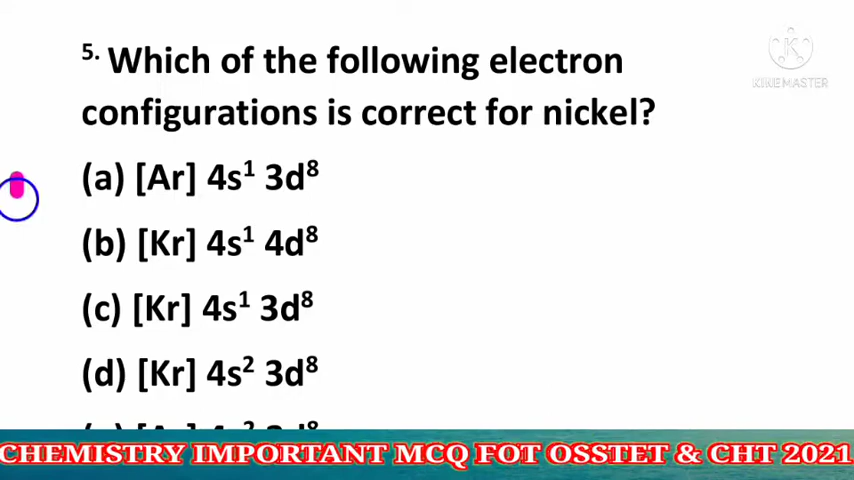 5. Which of the following electron
configurations is correct for nickel?
(a) [Ar] 4s¹ 3d⁸
(b) [Kr] 4s¹ 4d⁸
(c) [Kr] 4s¹ 3d⁸
(d) [Kr] 4s² 3d⁸
KINEMASTER
CHEMISTRY IMPORTANT MCQ FOT OSSTET & CHT 2021